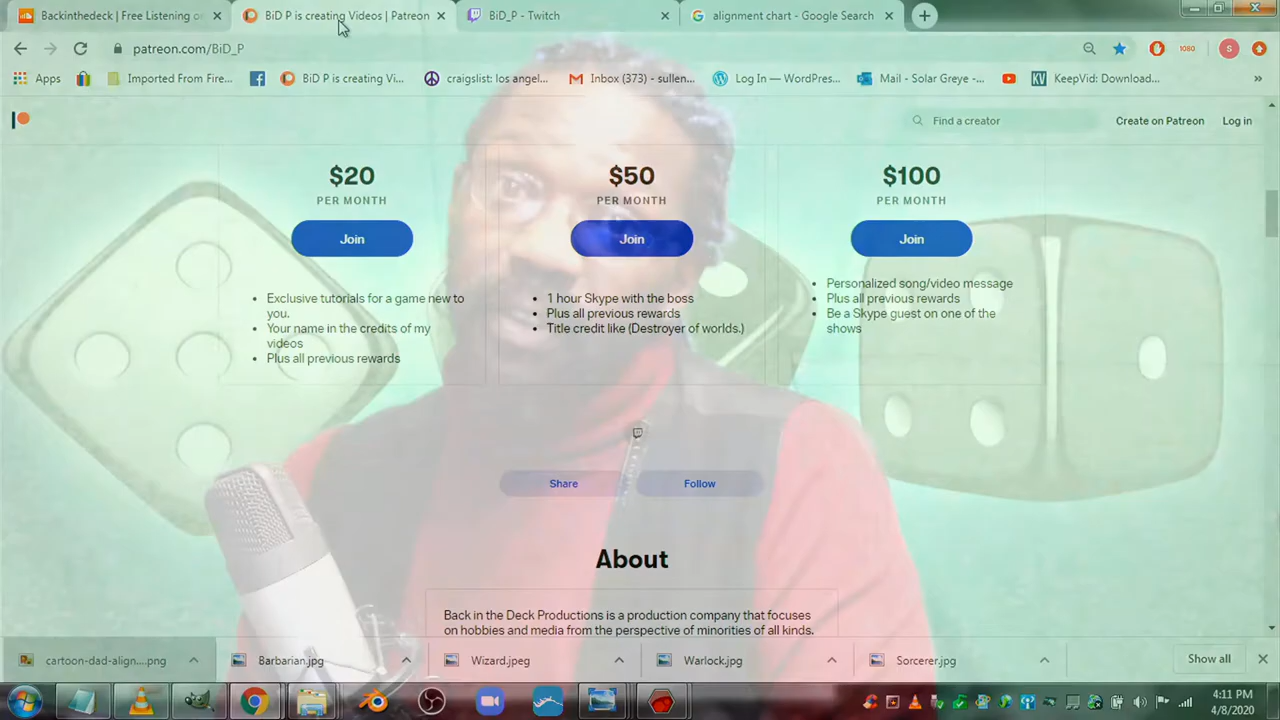 Backinthedeck | Free Listening on
BiD P is creating Videos | Patreon
BiD_P - Twitch
alignment chart - Google Search
patreon.com/BiD_P
1080
S
Apps
Imported From Fire...
BiD P is creating Vi...
craigslist: los angel...
Inbox (373) - sullen...
Log In — WordPres...
Mail - Solar Greye -...
KV
KeepVid: Download...
»
Find a creator
Create on Patreon
Log in
$20
PER MONTH
Join
Exclusive tutorials for a game new to
you.
Your name in the credits of my
videos
Plus all previous rewards
$50
PER MONTH
Join
1 hour Skype with the boss
Plus all previous rewards
Title credit like (Destroyer of worlds.)
$100
PER MONTH
Join
Personalized song/video message
Plus all previous rewards
Be a Skype guest on one of the
shows
Share
Follow
About
Back in the Deck Productions is a production company that focuses
on hobbies and media from the perspective of minorities of all kinds.
cartoon-dad-align....png
Barbarian.jpg
Wizard.jpeg
Warlock.jpg
Sorcerer.jpg
Show all
4:11 PM
4/8/2020